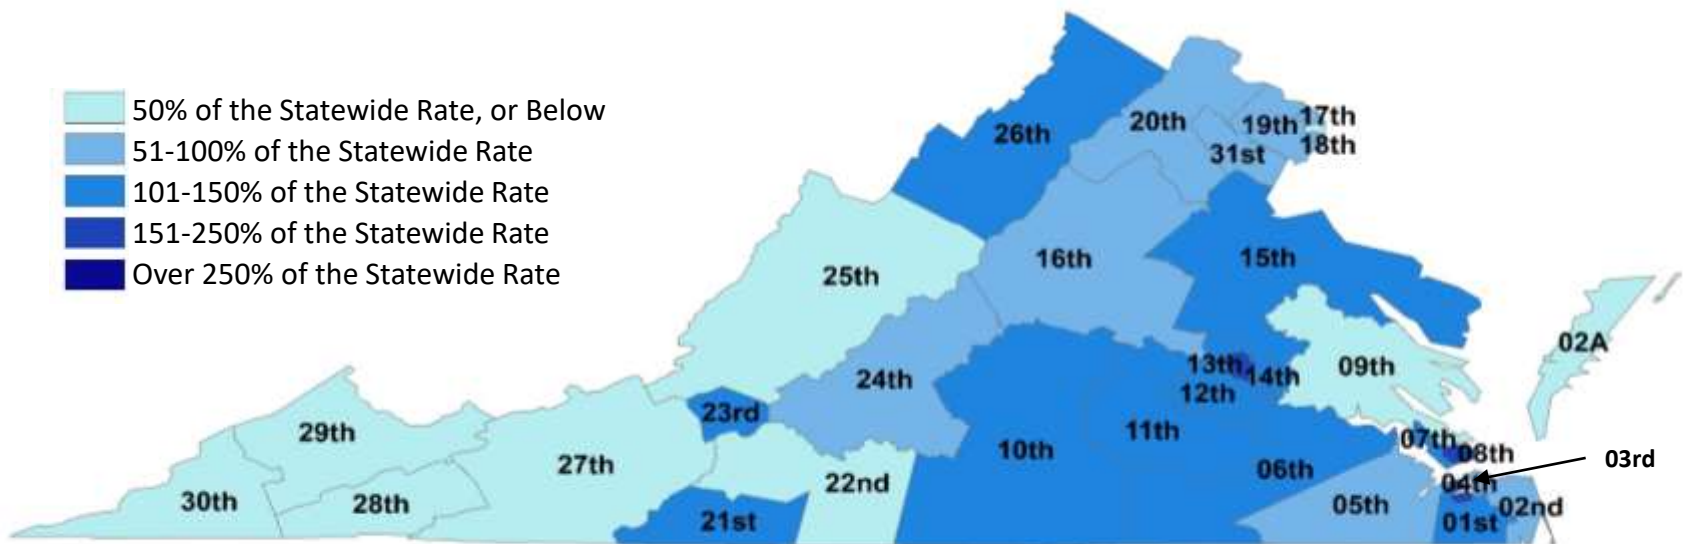 50% of the Statewide Rate, or Below
51-100% of the Statewide Rate
101-150% of the Statewide Rate
151-250% of the Statewide Rate
Over 250% of the Statewide Rate
26th
20th
19th
17th
18th
31st
25th
16th
15th
02A
24th
13th
14th
12th
09th
23rd
29th
11th
10th
07th
08th
03rd
27th
06th
04th
30th
28th
22nd
21st
05th
02nd
01st